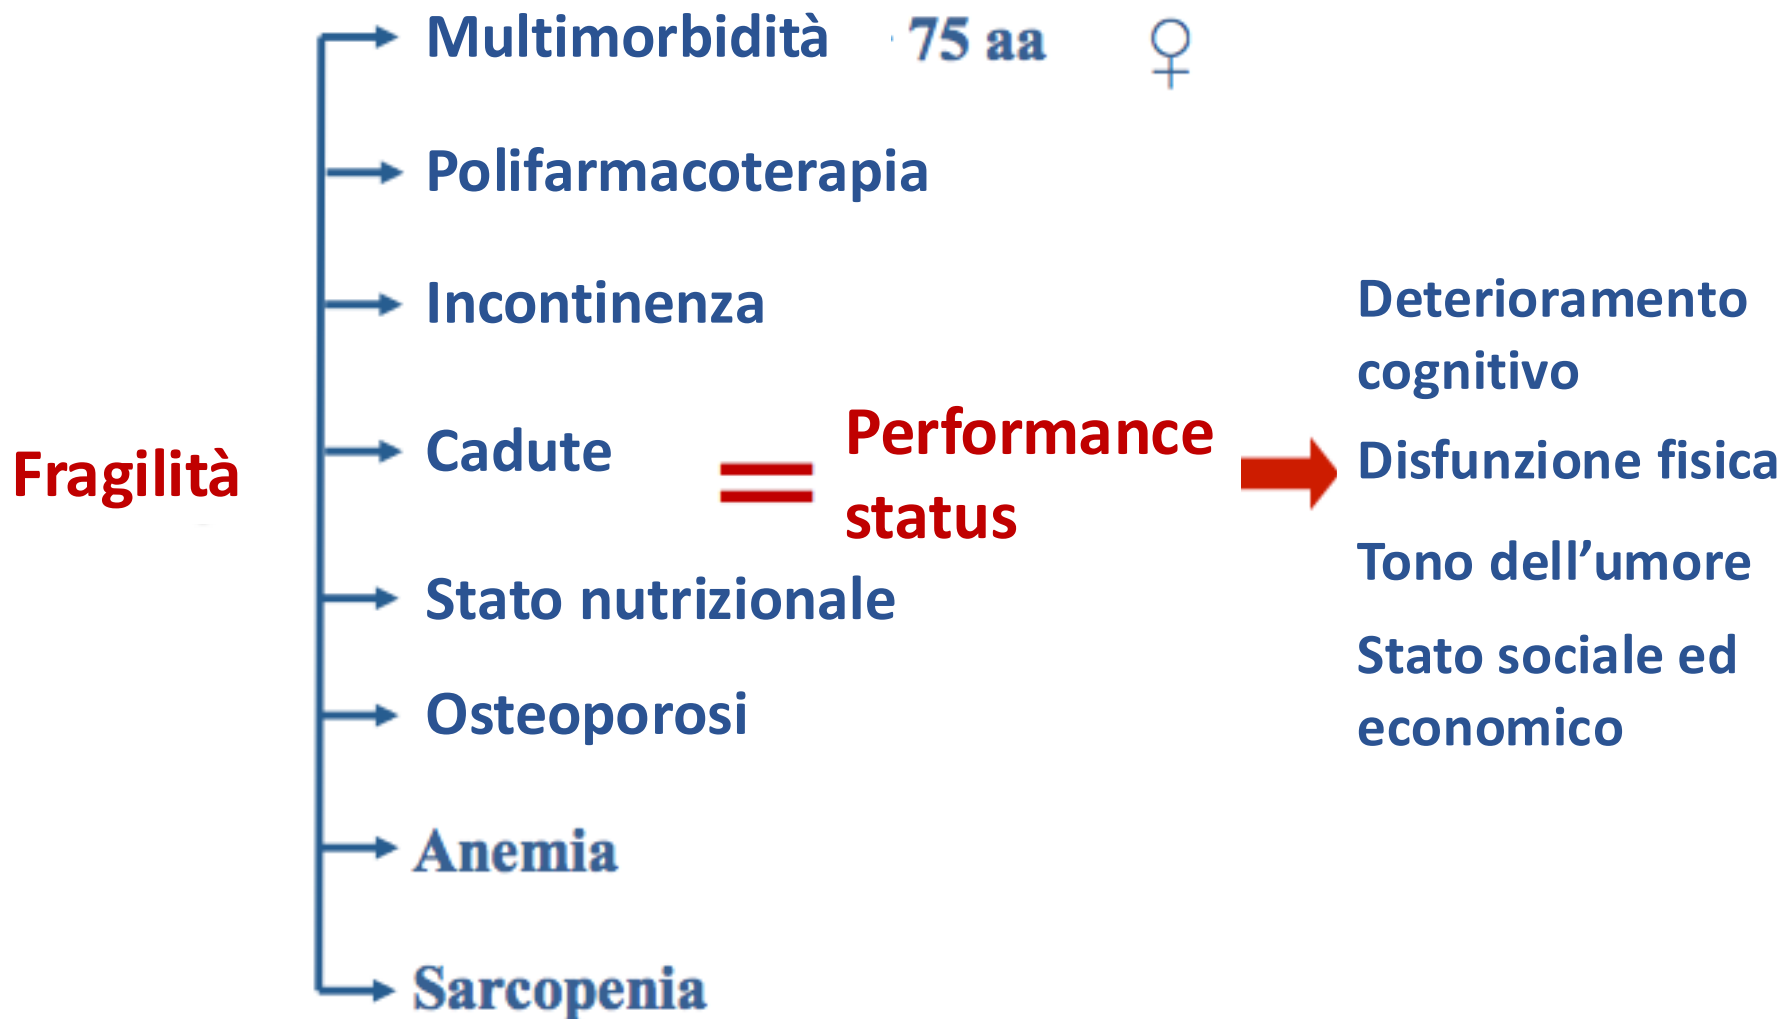 Multimorbidità 75 aa ♀
Polifarmacoterapia
Incontinenza
Cadute
Fragilità
=
Performance
status
Deterioramento
cognitivo
Disfunzione fisica
Tono dell’umore
Stato sociale ed
economico
Stato nutrizionale
Osteoporosi
Anemia
Sarcopenia